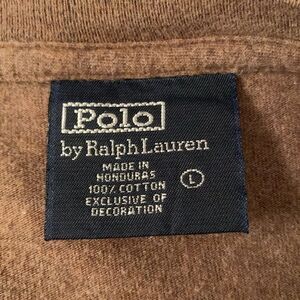 Polo
by Ralph Lauren
MADE IN
HONDURAS
100% COTTON
EXCLUSIVE OF
DECORATION
L